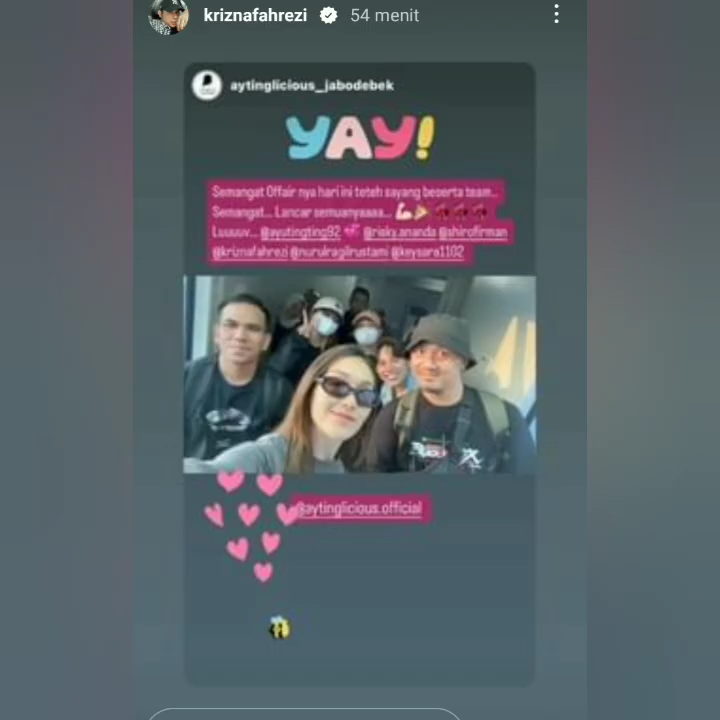 kriznafahrezi 54 menit
aytinglicious_jabodebek
YAY!
Semangat Offair nya hari ini teteh sayang beserta team..
Semangat... Lancar semuanyaaaa... 💪🎉
Luuuuv... @ayutingting92 💞 @risky.ananda @shirofirman
@kriznafahrezi @nurulragilrustami @keysara1102
@aytinglicious.official